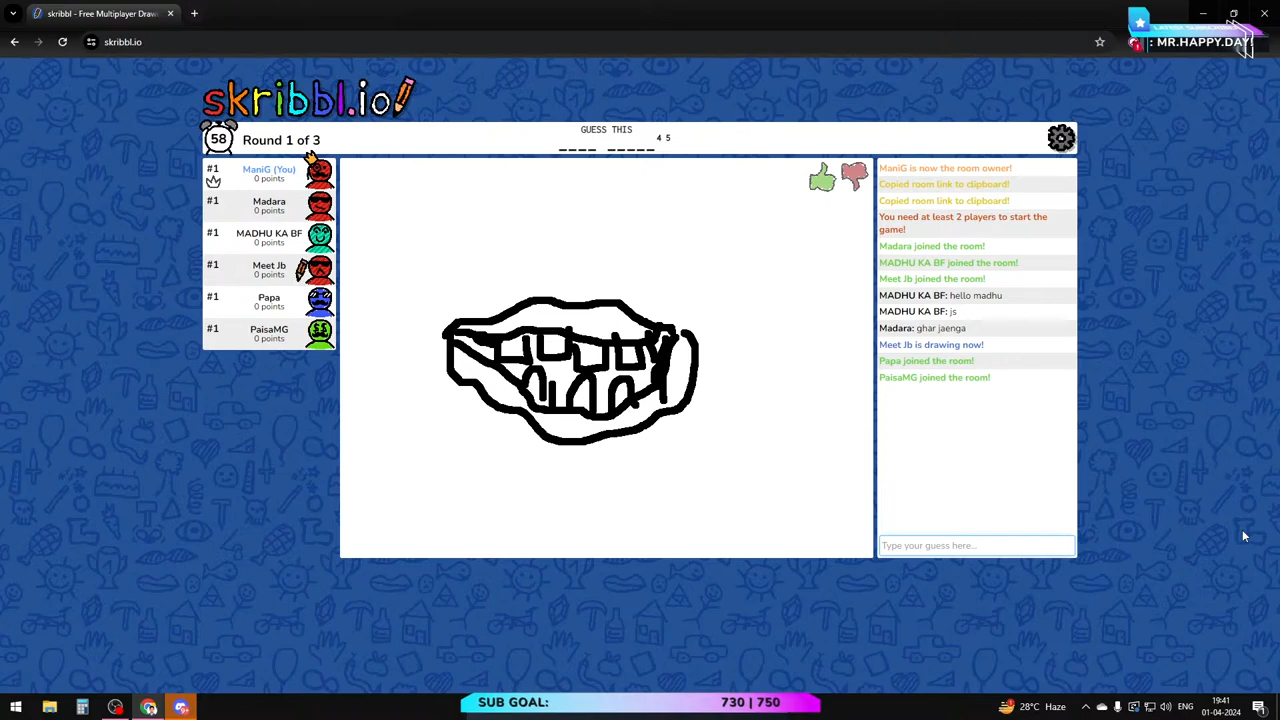 skribbl - Free Multiplayer Draw
skribbl.io
: MR.HAPPY.DAY!
skribbl.io
58
Round 1 of 3
GUESS THIS
____ _____ 4 5
#1 ManiG (You)
0 points
#1 Madara
0 points
#1 MADHU KA BF
0 points
#1 Meet Jb
0 points
#1 Papa
0 points
#1 PaisaMG
0 points
ManiG is now the room owner!
Copied room link to clipboard!
Copied room link to clipboard!
You need at least 2 players to start the
game!
Madara joined the room!
MADHU KA BF joined the room!
Meet Jb joined the room!
MADHU KA BF: hello madhu
MADHU KA BF: js
Madara: ghar jaenga
Meet Jb is drawing now!
Papa joined the room!
PaisaMG joined the room!
Type your guess here...
SUB GOAL: 730 | 750
28°C Haze
ENG
19:41
01-04-2024